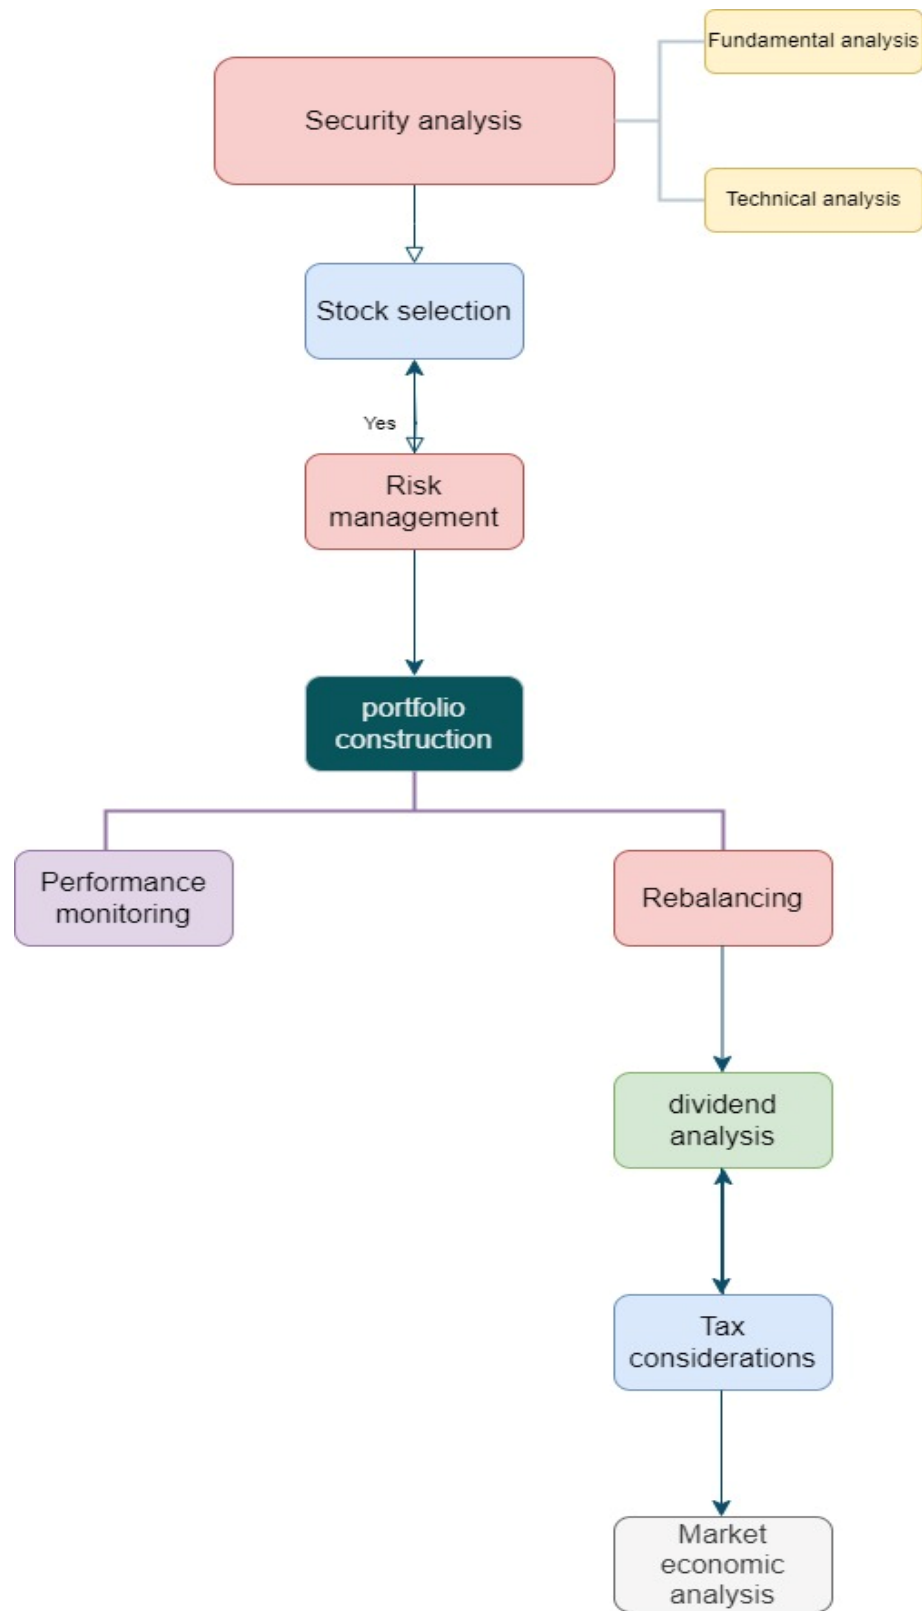 Fundamental analysis
Security analysis
Technical analysis
Stock selection
Yes
Risk
management
portfolio
construction
Performance
monitoring
Rebalancing
dividend
analysis
Tax
considerations
Market
economic
analysis